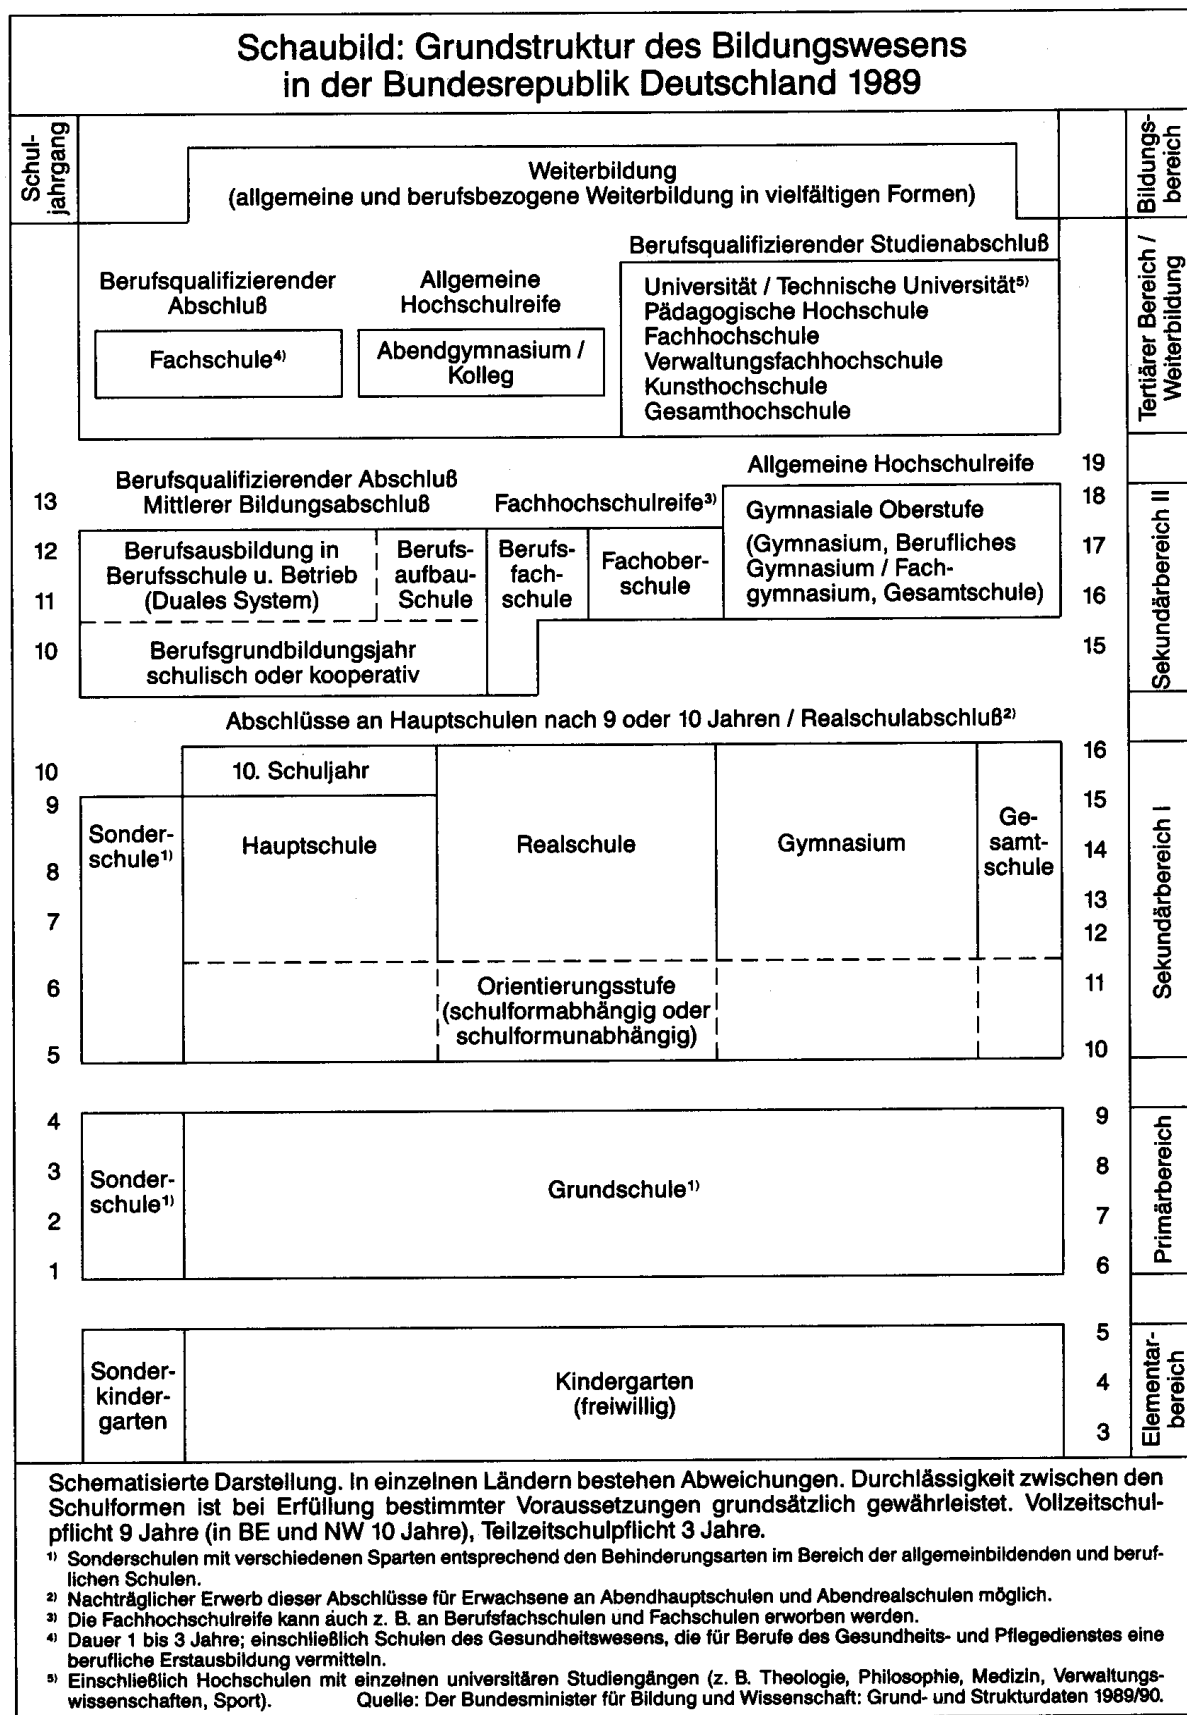 Schaubild: Grundstruktur des Bildungswesens
in der Bundesrepublik Deutschland 1989
Schul-
jahrgang
Bildungs-
bereich
Weiterbildung
(allgemeine und berufsbezogene Weiterbildung in vielfältigen Formen)
Tertiärer Bereich /
Weiterbildung
Berufsqualifizierender
Abschluß
Fachschule⁴⁾
Allgemeine
Hochschulreife
Abendgymnasium /
Kolleg
Berufsqualifizierender Studienabschluß
Universität / Technische Universität⁵⁾
Pädagogische Hochschule
Fachhochschule
Verwaltungsfachhochschule
Kunsthochschule
Gesamthochschule
Sekundärbereich II
13
12
11
10
Berufsqualifizierender Abschluß
Mittlerer Bildungsabschluß
Fachhochschulreife³⁾
Allgemeine Hochschulreife
Berufsausbildung in
Berufsschule u. Betrieb
(Duales System)
Berufs-
aufbau-
Schule
Berufs-
fach-
schule
Fachober-
schule
Gymnasiale Oberstufe
(Gymnasium, Berufliches
Gymnasium / Fach-
gymnasium, Gesamtschule)
Berufsgrundbildungsjahr
schulisch oder kooperativ
19
18
17
16
15
Abschlüsse an Hauptschulen nach 9 oder 10 Jahren / Realschulabschluß²⁾
Sekundärbereich I
10
9
8
7
6
5
Sonder-
schule¹⁾
10. Schuljahr
Hauptschule
Realschule
Gymnasium
Ge-
samt-
schule
Orientierungsstufe
(schulformabhängig oder
schulformunabhängig)
16
15
14
13
12
11
10
Primärbereich
4
3
2
1
Sonder-
schule¹⁾
Grundschule¹⁾
9
8
7
6
Elementar-
bereich
Sonder-
kinder-
garten
Kindergarten
(freiwillig)
5
4
3
Schematisierte Darstellung. In einzelnen Ländern bestehen Abweichungen. Durchlässigkeit zwischen den
Schulformen ist bei Erfüllung bestimmter Voraussetzungen grundsätzlich gewährleistet. Vollzeitschul-
pflicht 9 Jahre (in BE und NW 10 Jahre), Teilzeitschulpflicht 3 Jahre.
¹⁾ Sonderschulen mit verschiedenen Sparten entsprechend den Behinderungsarten im Bereich der allgemeinbildenden und beruf-
lichen Schulen.
²⁾ Nachträglicher Erwerb dieser Abschlüsse für Erwachsene an Abendhauptschulen und Abendrealschulen möglich.
³⁾ Die Fachhochschulreife kann auch z. B. an Berufsfachschulen und Fachschulen erworben werden.
⁴⁾ Dauer 1 bis 3 Jahre; einschließlich Schulen des Gesundheitswesens, die für Berufe des Gesundheits- und Pflegedienstes eine
berufliche Erstausbildung vermitteln.
⁵⁾ Einschließlich Hochschulen mit einzelnen universitären Studiengängen (z. B. Theologie, Philosophie, Medizin, Verwaltungs-
wissenschaften, Sport). Quelle: Der Bundesminister für Bildung und Wissenschaft: Grund- und Strukturdaten 1989/90.